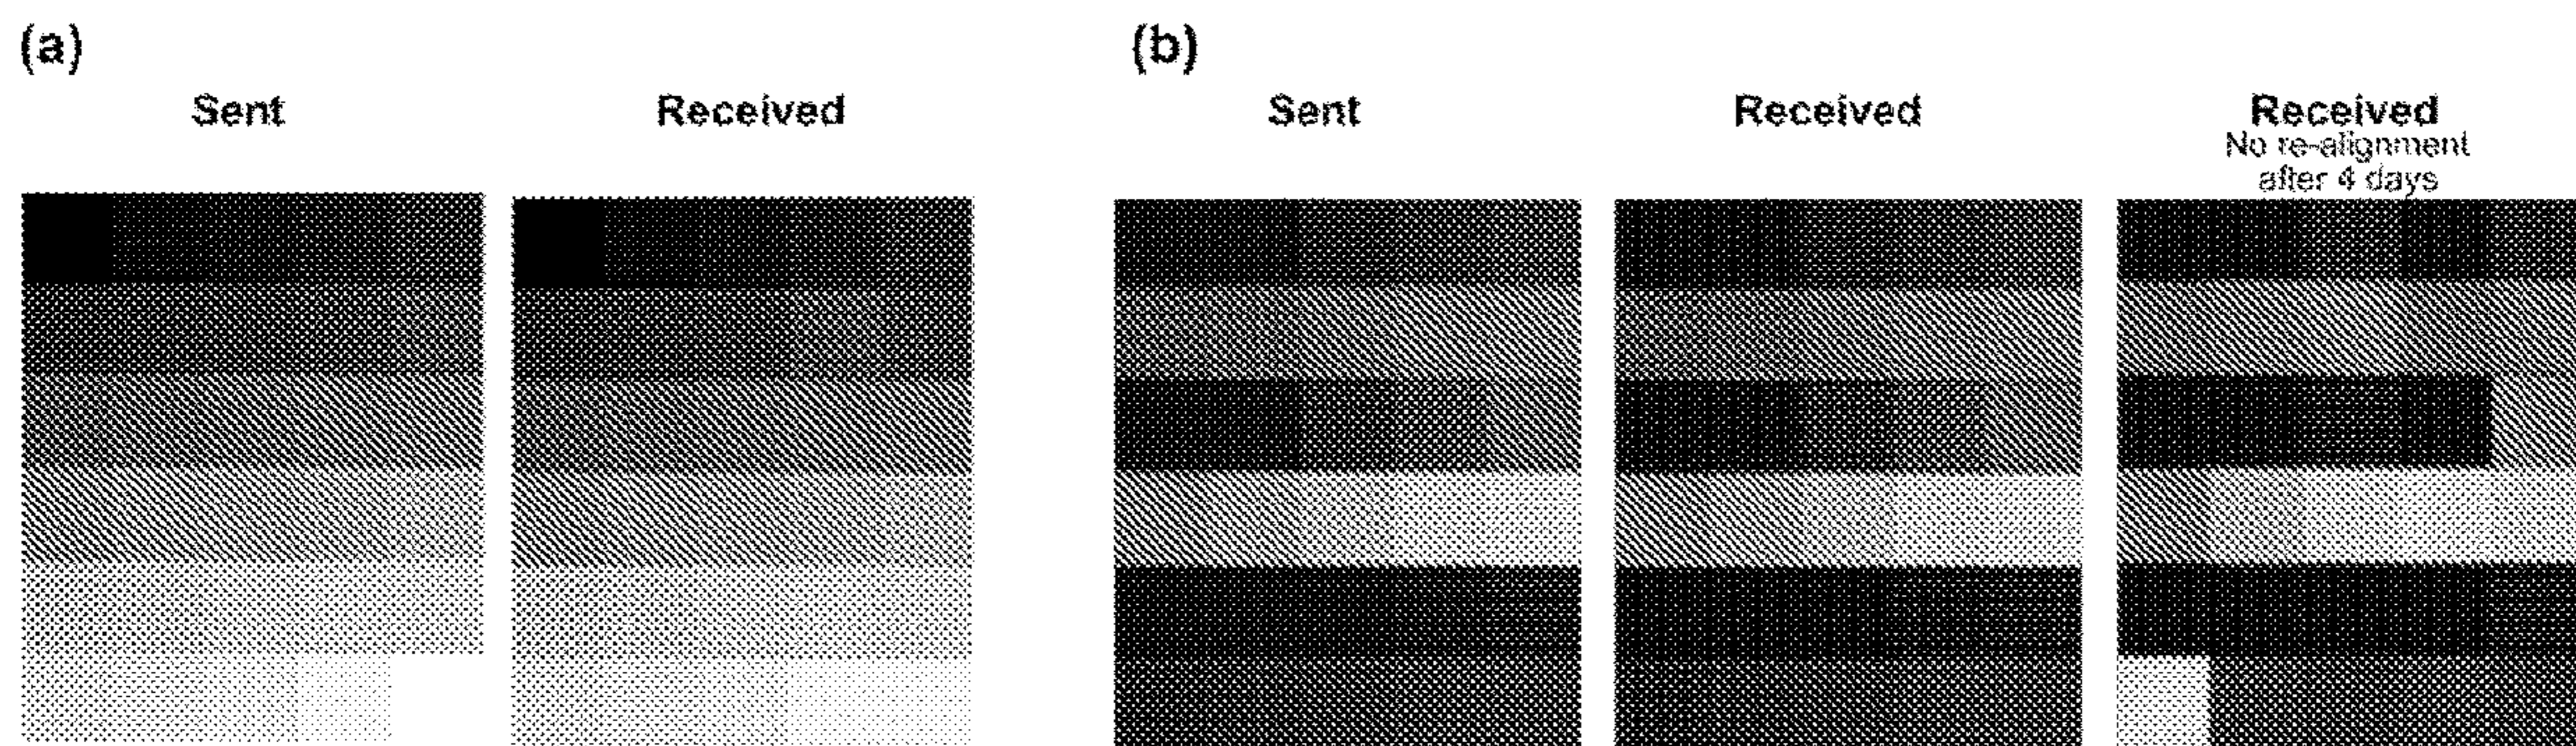 (a)
Sent
Received
(b)
Sent
Received
Received
No re-alignment
after 4 days